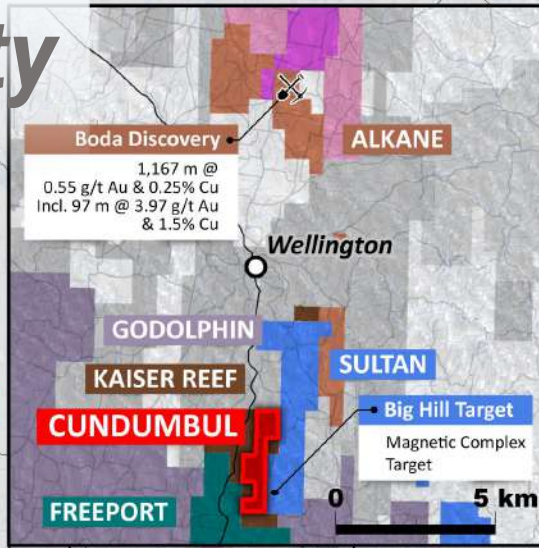 ty
Boda Discovery
1,167 m @
0.55 g/t Au & 0.25% Cu
Incl. 97 m @ 3.97 g/t Au
& 1.5% Cu
ALKANE
Wellington
GODOLPHIN
SULTAN
KAISER REEF
CUNDUMBUL
Big Hill Target
Magnetic Complex
Target
FREEPORT
0 5 km